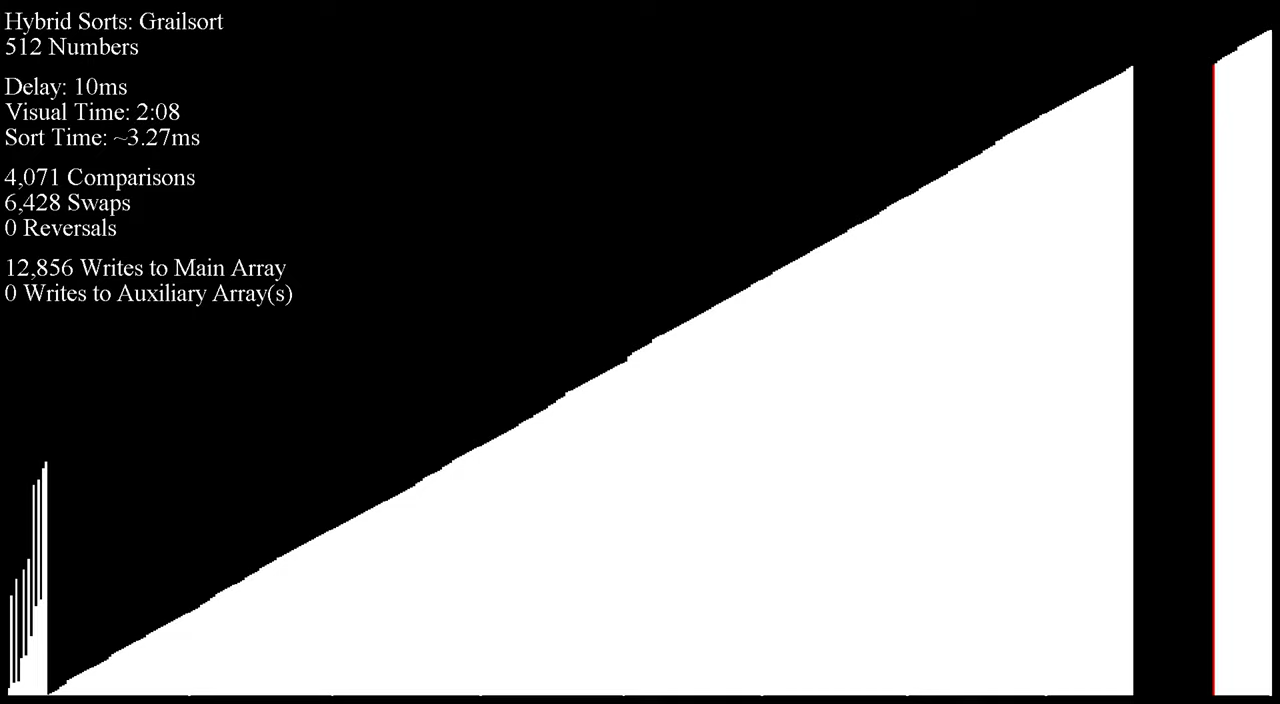 Hybrid Sorts: Grailsort
512 Numbers
Delay: 10ms
Visual Time: 2:08
Sort Time: ~3.27ms
4,071 Comparisons
6,428 Swaps
0 Reversals
12,856 Writes to Main Array
0 Writes to Auxiliary Array(s)